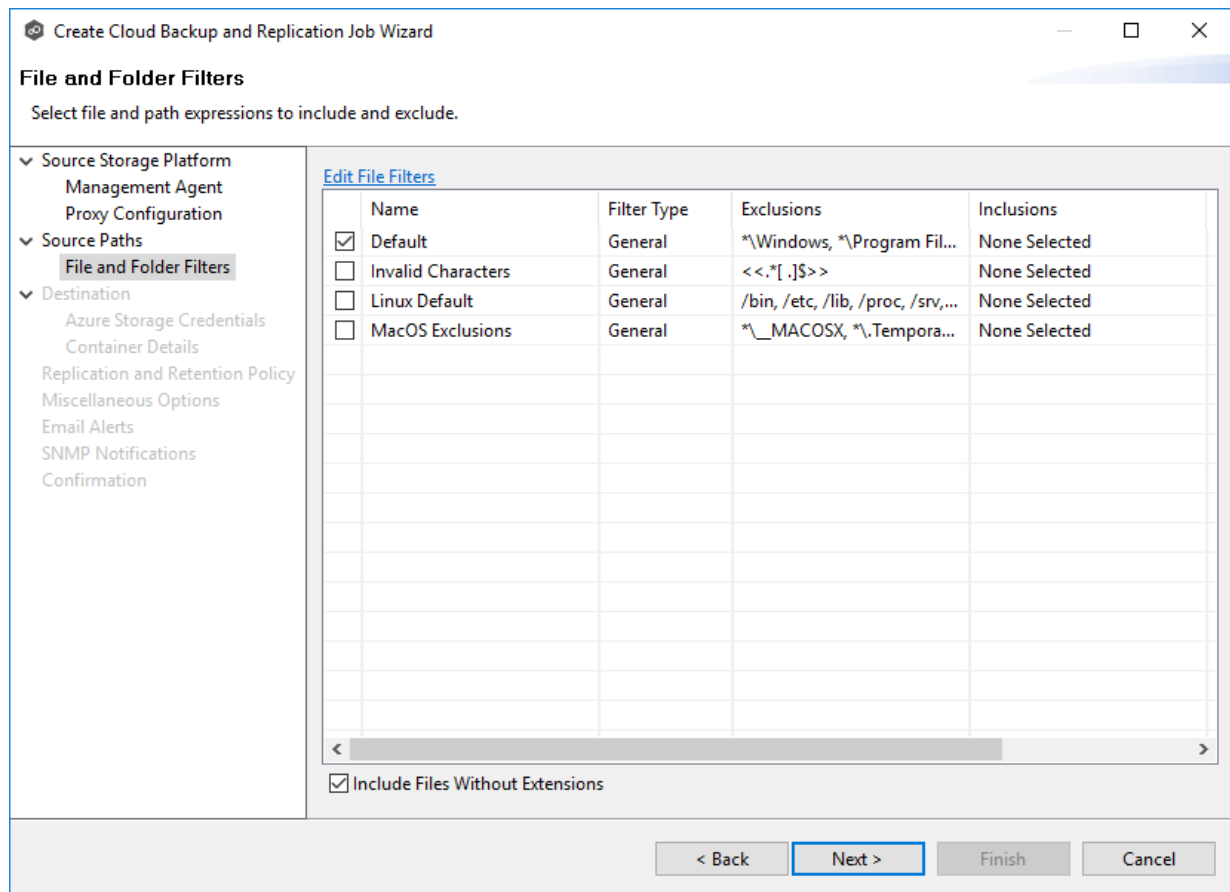 Create Cloud Backup and Replication Job Wizard
File and Folder Filters
Select file and path expressions to include and exclude.
Source Storage Platform
Management Agent
Proxy Configuration
Source Paths
File and Folder Filters
Destination
Azure Storage Credentials
Container Details
Replication and Retention Policy
Miscellaneous Options
Email Alerts
SNMP Notifications
Confirmation
Edit File Filters
Name Filter Type Exclusions Inclusions
Default General *\Windows, *\Program Fil... None Selected
Invalid Characters General <<.*[ .]$>> None Selected
Linux Default General /bin, /etc, /lib, /proc, /srv,... None Selected
MacOS Exclusions General *\__MACOSX, *\.Tempora... None Selected
Include Files Without Extensions
< Back Next > Finish Cancel